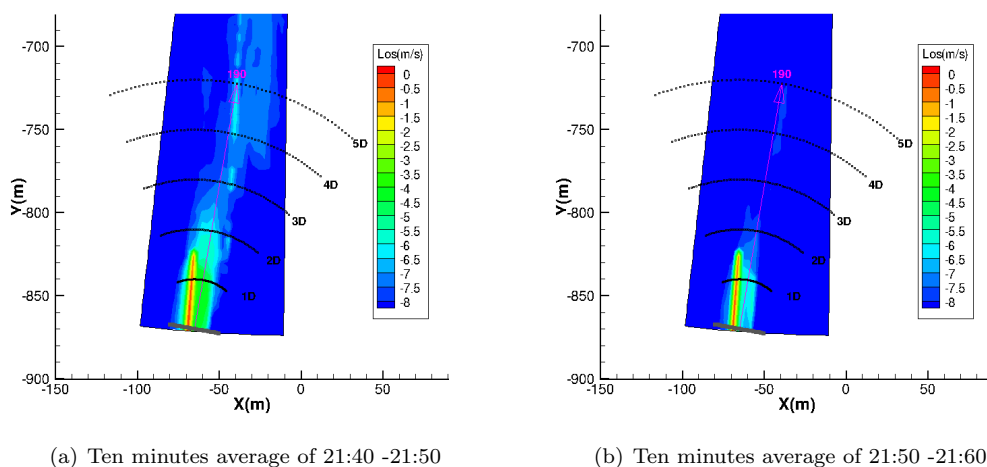 -700
-750
-800
-850
-900
Y(m)
-150 -100 -50 0 50
X(m)
190
5D
4D
3D
2D
1D
Los(m/s)
0
-0.5
-1
-1.5
-2
-2.5
-3
-3.5
-4
-4.5
-5
-5.5
-6
-6.5
-7
-7.5
-8
(a) Ten minutes average of 21:40 -21:50
-700
-750
-800
-850
-900
Y(m)
-150 -100 -50 0 50
X(m)
190
5D
4D
3D
2D
1D
Los(m/s)
0
-0.5
-1
-1.5
-2
-2.5
-3
-3.5
-4
-4.5
-5
-5.5
-6
-6.5
-7
-7.5
-8
(b) Ten minutes average of 21:50 -21:60